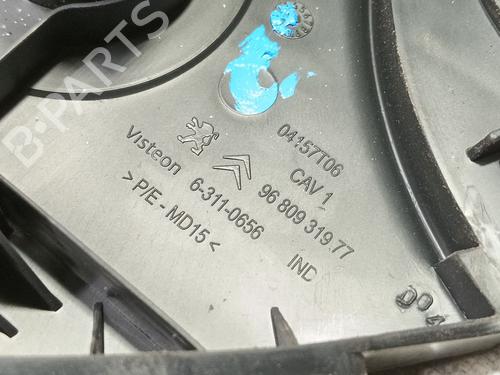 B-PARTS
04157T06
CAV 1
96 809 319 77
IND
Visteon 6-311-0656
>P/E - MD15<